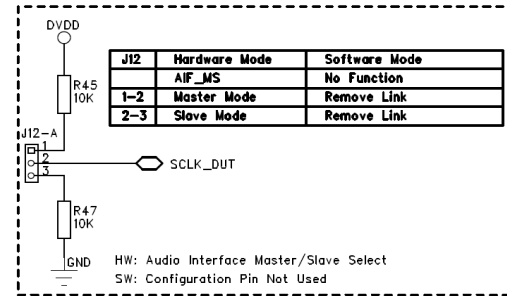 DVDD
J12 Hardware Mode Software Mode
AIF_MS No Function
1-2 Master Mode Remove Link
2-3 Slave Mode Remove Link
R45
10K
J12-A
1
2
3
SCLK_DUT
R47
10K
GND
HW: Audio Interface Master/Slave Select
SW: Configuration Pin Not Used